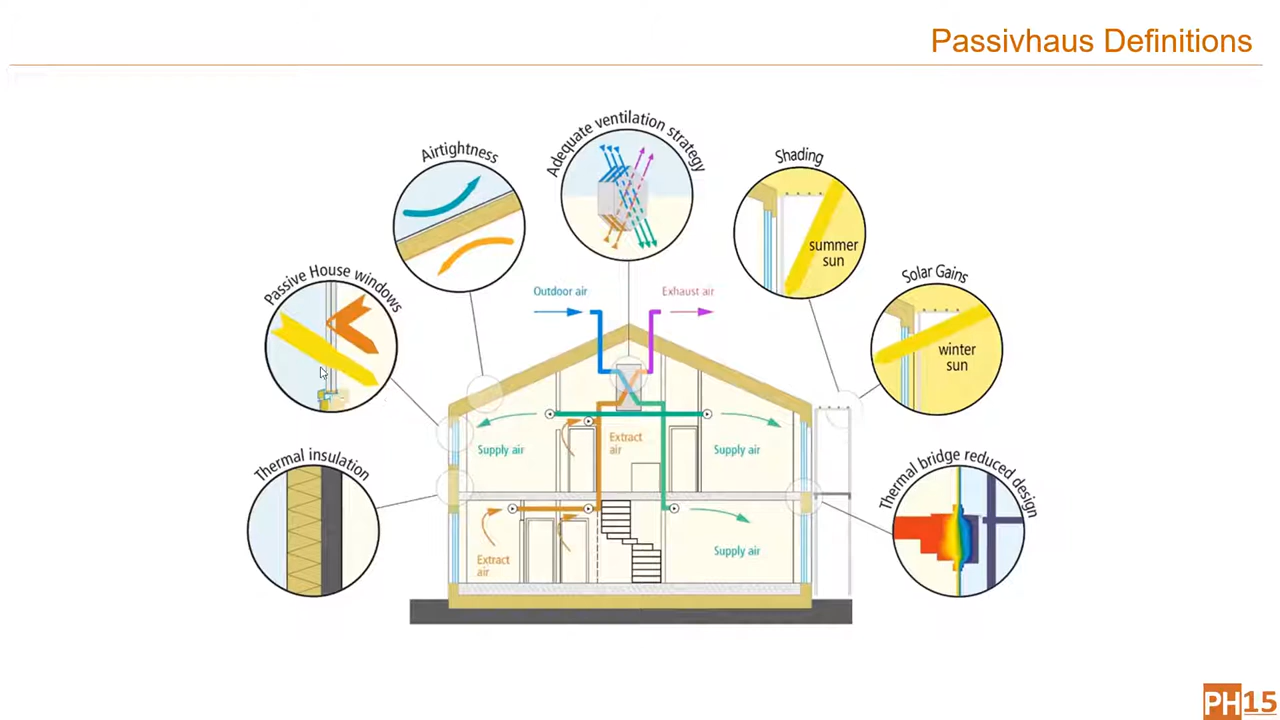 Passivhaus Definitions
Adequate ventilation strategy
Airtightness
Shading
summer
sun
Passive House windows
Solar Gains
winter
sun
Outdoor air
Exhaust air
Supply air
Extract
air
Supply air
Thermal insulation
Thermal bridge reduced design
Extract
air
Supply air
PH15